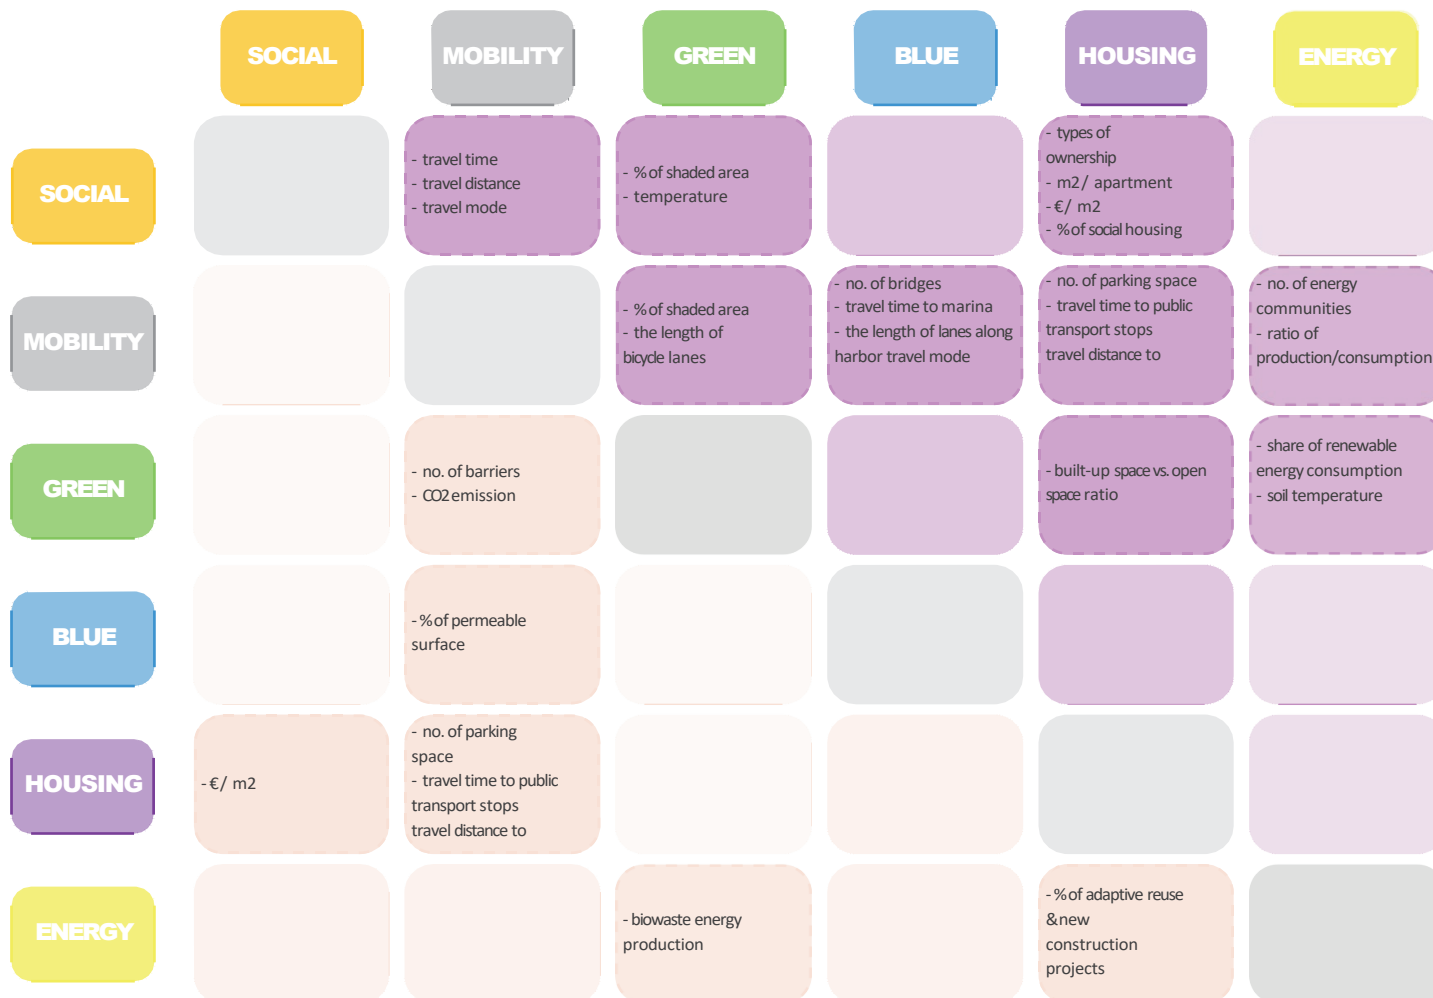 SOCIAL
MOBILITY
GREEN
BLUE
HOUSING
ENERGY
SOCIAL
- travel time
- travel distance
- travel mode
- % of shaded area
- temperature
- types of
ownership
- m2/ apartment
- €/ m2
- % of social housing
MOBILITY
- % of shaded area
- the length of
bicycle lanes
- no. of bridges
- travel time to marina
- the length of lanes along
harbor travel mode
- no. of parking space
- travel time to public
transport stops
travel distance to
- no. of energy
communities
- ratio of
production/consumption
GREEN
- no. of barriers
- CO2 emission
- built-up space vs. open
space ratio
- share of renewable
energy consumption
- soil temperature
BLUE
- % of permeable
surface
HOUSING
- €/ m2
- no. of parking
space
- travel time to public
transport stops
travel distance to
ENERGY
- biowaste energy
production
- % of adaptive reuse
& new
construction
projects